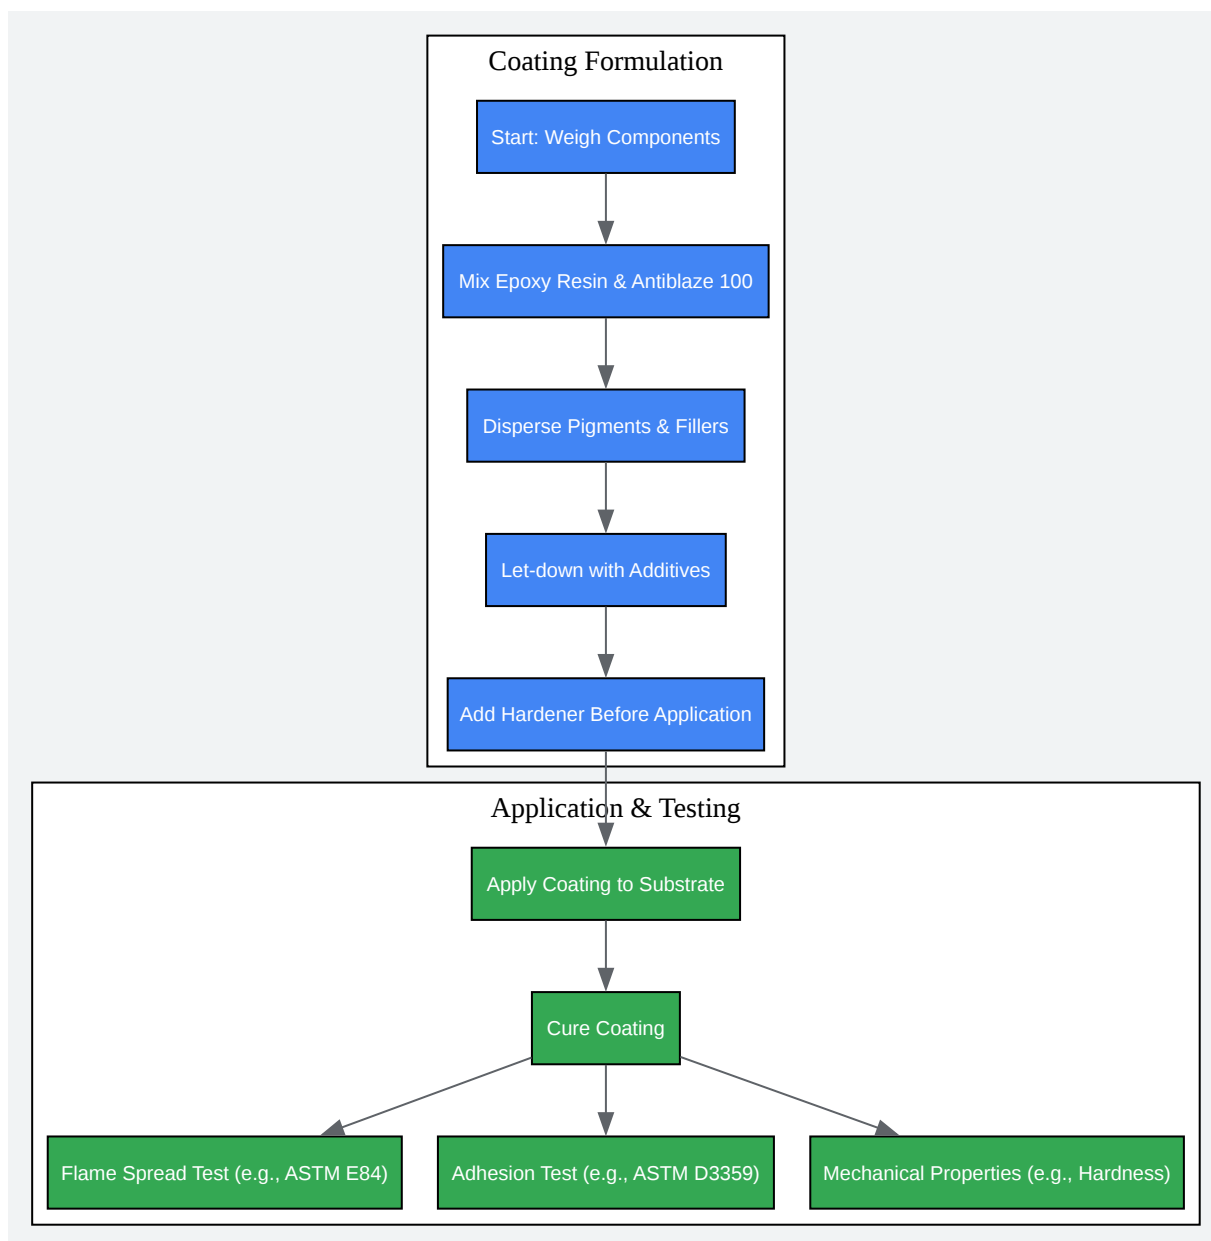 Coating Formulation
Start: Weigh Components
Mix Epoxy Resin & Antiblaze 100
Disperse Pigments & Fillers
Let-down with Additives
Add Hardener Before Application
Application & Testing
Apply Coating to Substrate
Cure Coating
Flame Spread Test (e.g., ASTM E84)
Adhesion Test (e.g., ASTM D3359)
Mechanical Properties (e.g., Hardness)